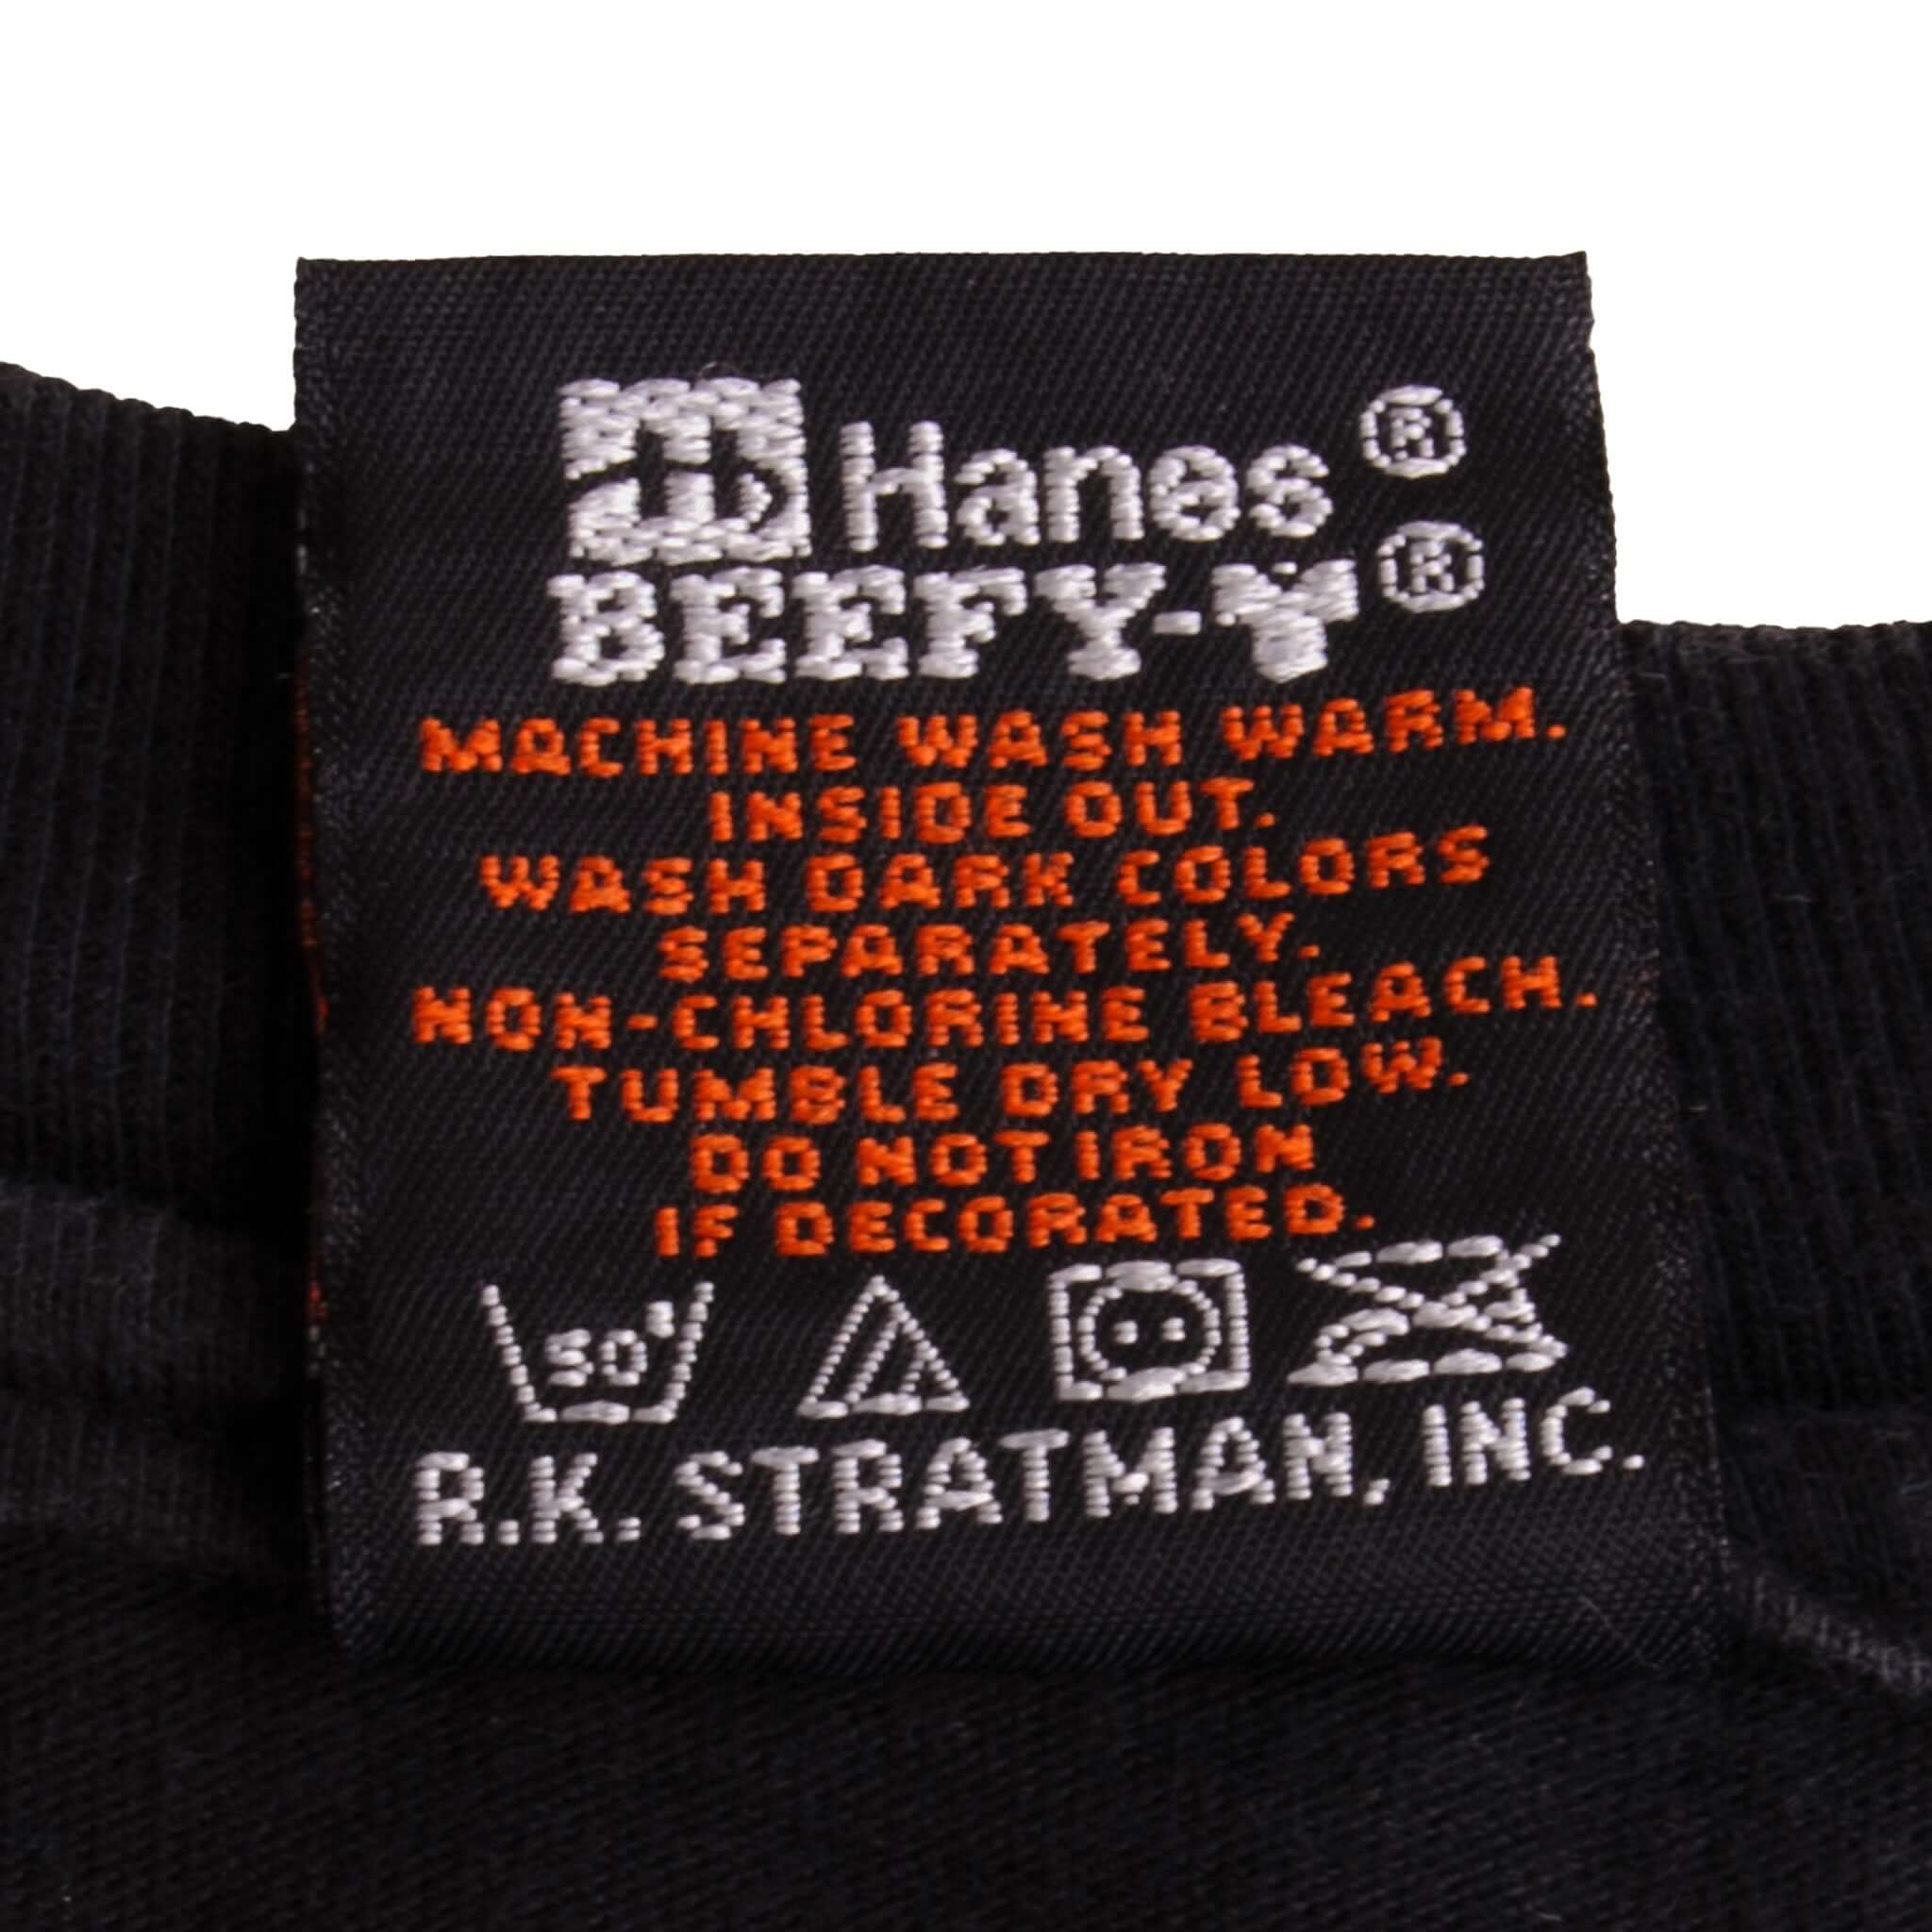 Hanes ®
BEEFY-T ®
MACHINE WASH WARM.
INSIDE OUT.
WASH DARK COLORS
SEPARATELY.
NON-CHLORINE BLEACH.
TUMBLE DRY LOW.
DO NOT IRON
IF DECORATED.
50°
R.K. STRATMAN, INC.